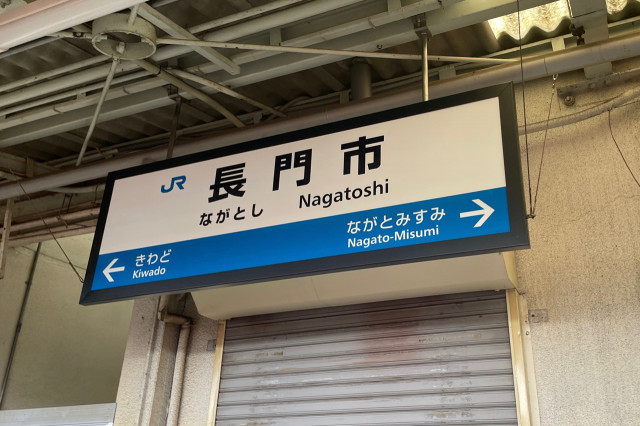 JR 長門市
ながとし Nagatoshi
ながとみすみ
Nagato-Misumi
きわど
Kiwado